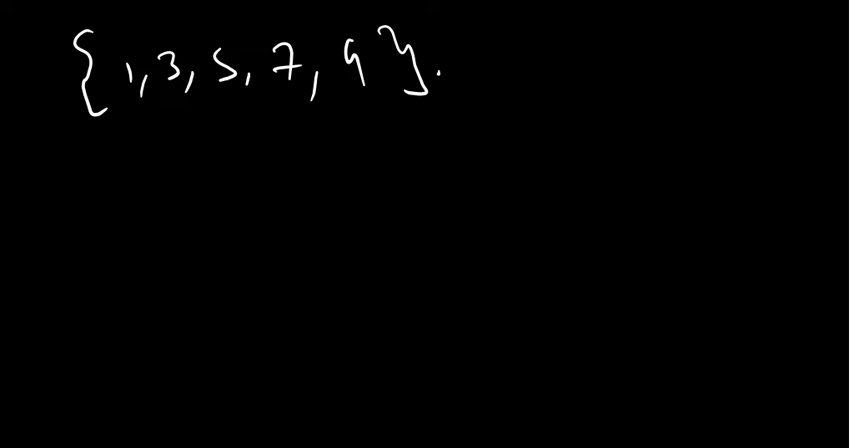 {1, 3, 5, 7, 9}.